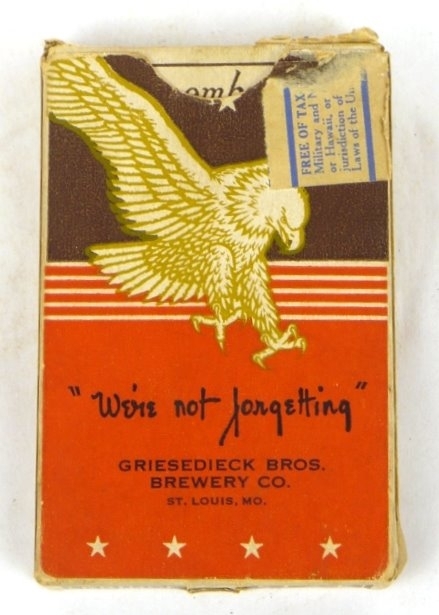 omb
FREE OF TAX
Military and N
or Hawaii, or
jurisdiction of
Laws of the Un
"We're not forgetting"
GRIESEDIECK BROS.
BREWERY CO.
ST. LOUIS, MO.